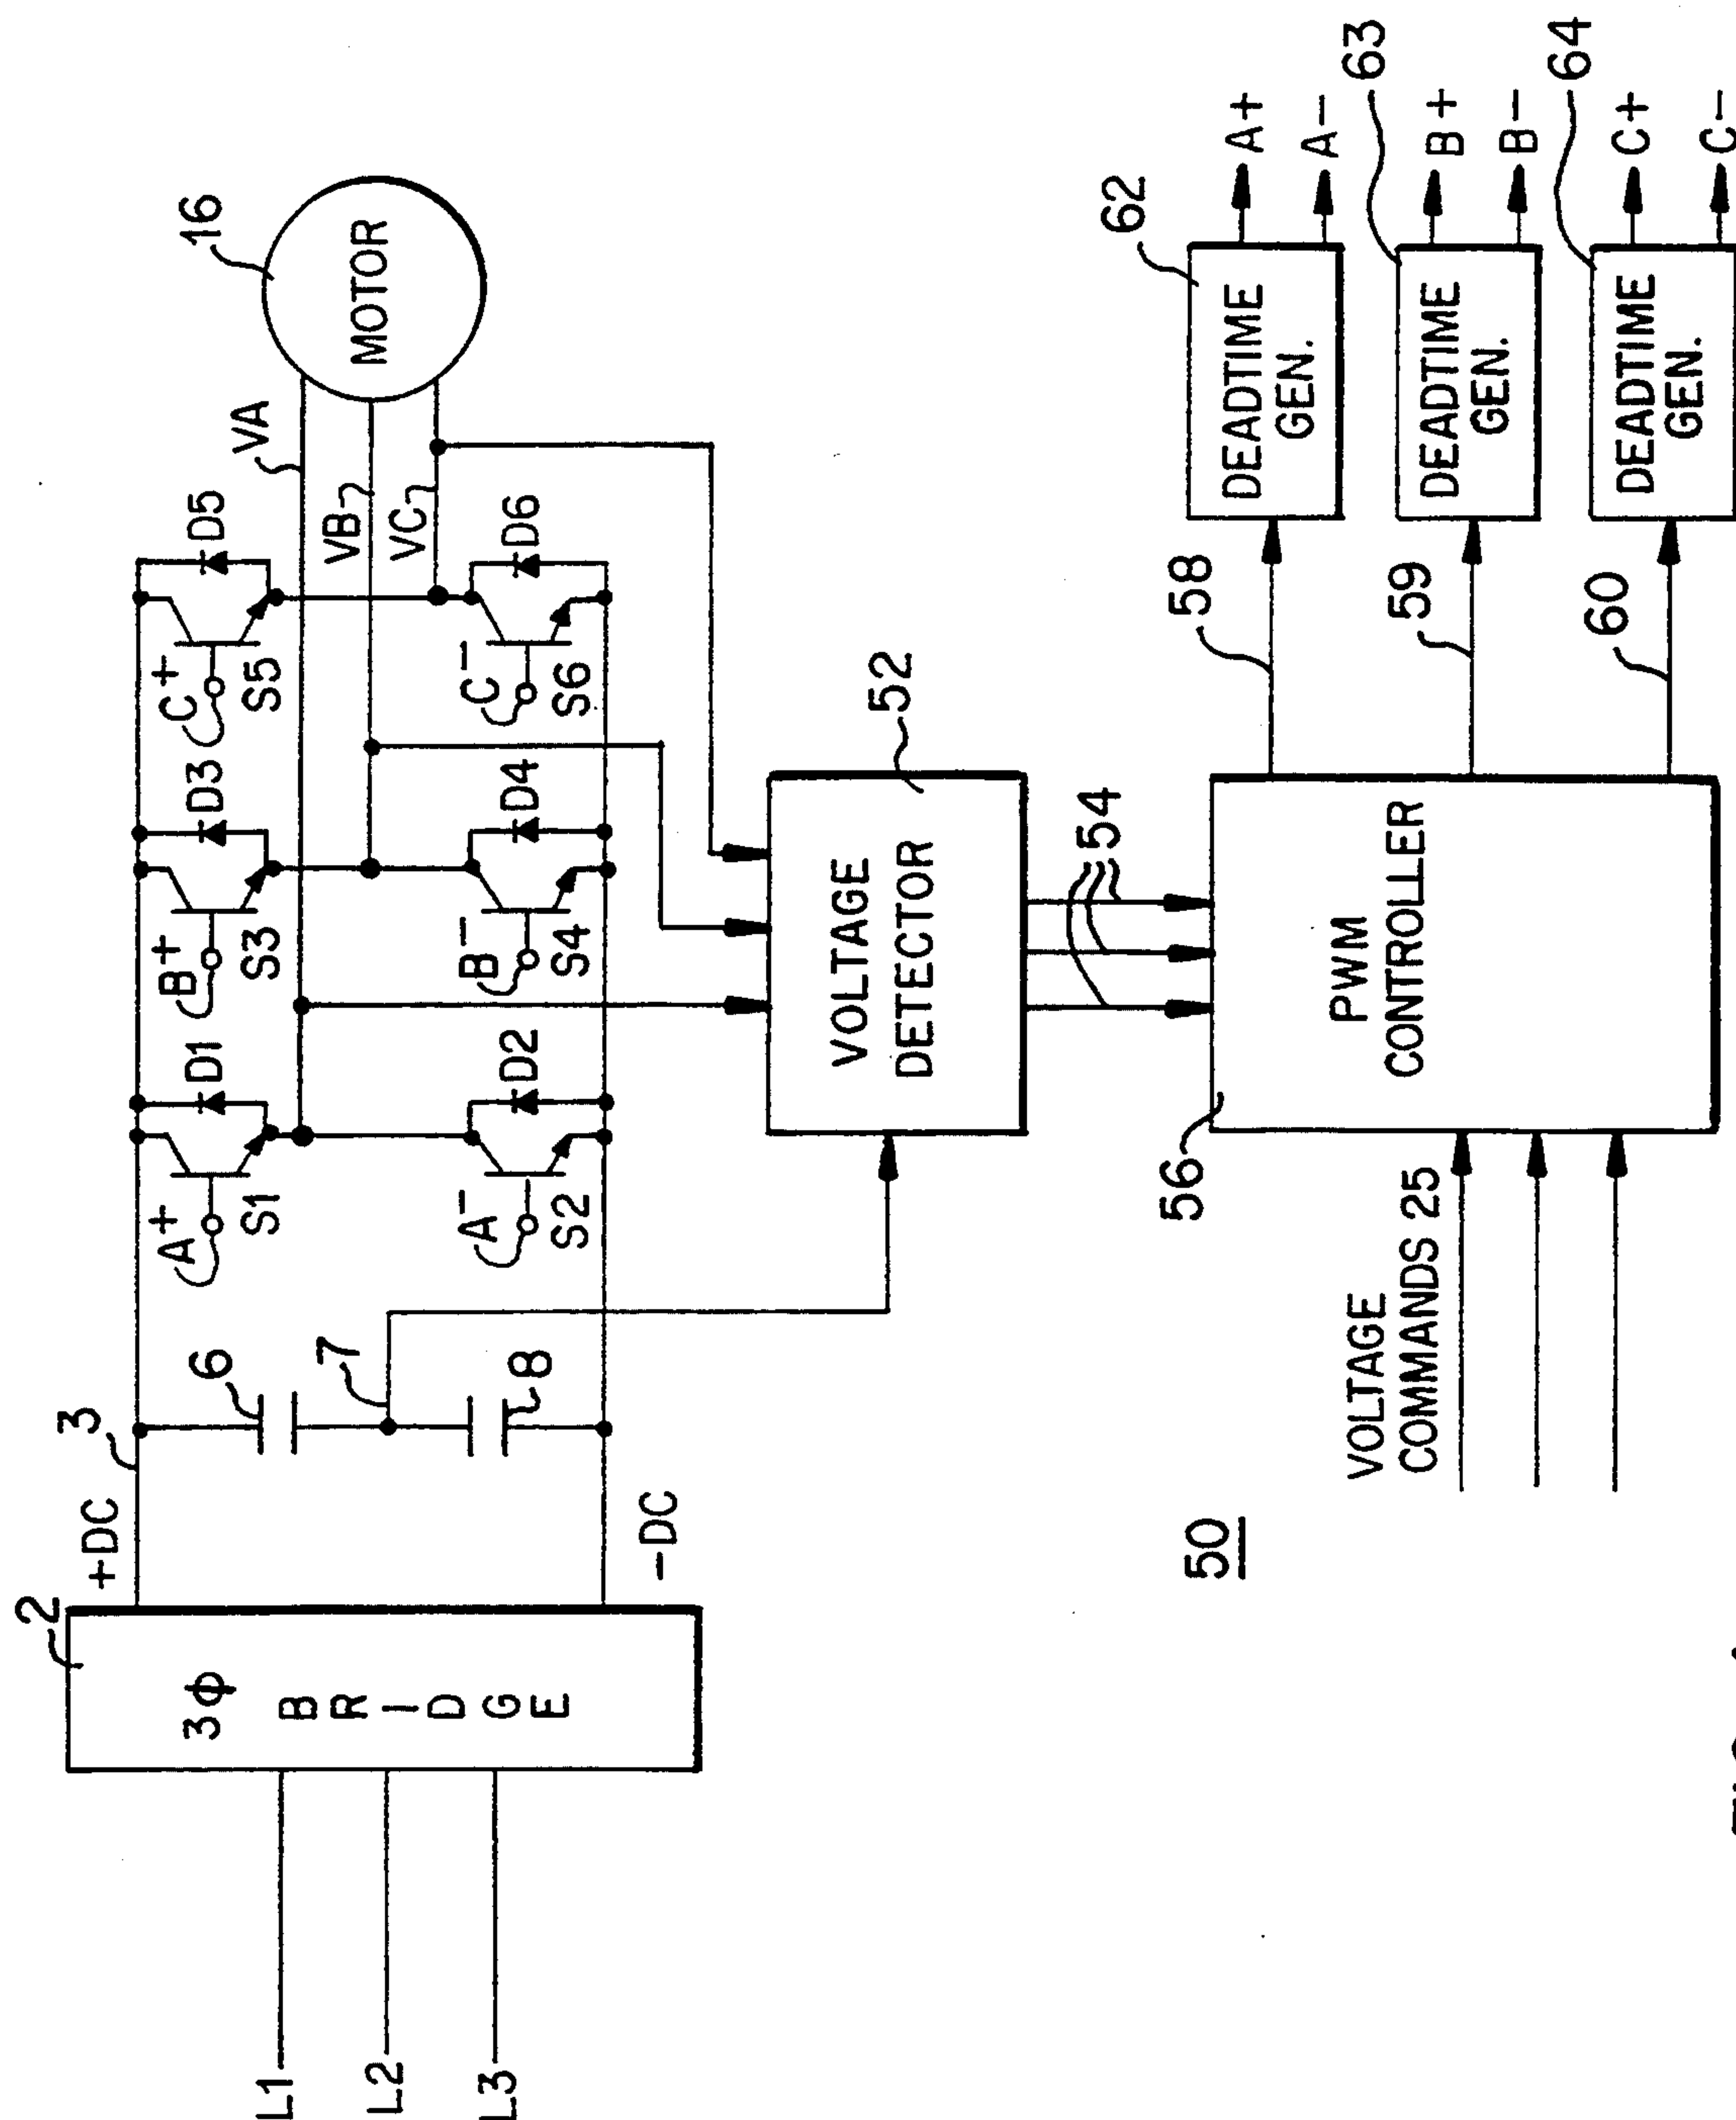 L1
L2
L3
2
3Φ
BRIDGE
+DC
-DC
3
6
7
8
A+
S1
D1
A-
S2
D2
B+
S3
D3
B-
S4
D4
C+
S5
D5
C-
S6
D6
VA
VB
VC
16
MOTOR
VOLTAGE
DETECTOR
52
54
50
VOLTAGE
COMMANDS 25
56
PWM
CONTROLLER
58
59
60
62
DEADTIME
GEN.
A+
A-
63
DEADTIME
GEN.
B+
B-
64
DEADTIME
GEN.
C+
C-